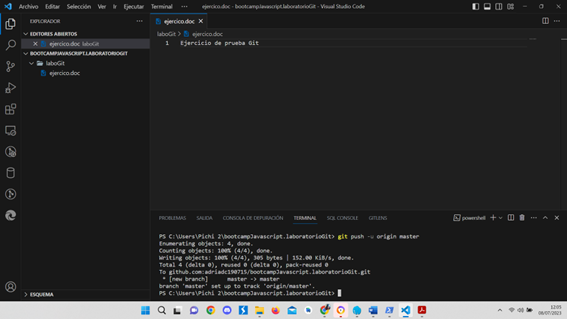 Archivo Editar Selección Ver Ir Ejecutar Terminal ··· ejercico.doc - bootcampJavascript.laboratorioGit - Visual Studio Code
EXPLORADOR ···
ejercico.doc
EDITORES ABIERTOS
ejercico.doc laboGit
BOOTCAMPJAVASCRIPT.LABORATORIOGIT
laboGit
ejercico.doc
ESQUEMA
laboGit > ejercico.doc
1 Ejercicio de prueba Git
PROBLEMAS SALIDA CONSOLA DE DEPURACIÓN TERMINAL SQL CONSOLE GITLENS powershell
PS C:\Users\Pichi 2\bootcampJavascript.laboratorioGit> git push -u origin master
Enumerating objects: 4, done.
Counting objects: 100% (4/4), done.
Writing objects: 100% (4/4), 305 bytes | 152.00 KiB/s, done.
Total 4 (delta 0), reused 0 (delta 0), pack-reused 0
To github.com:adriadc190715/bootcampJavascript.laboratorioGit.git
* [new branch] master -> master
branch 'master' set up to track 'origin/master'.
PS C:\Users\Pichi 2\bootcampJavascript.laboratorioGit>
12:05
08/07/2023